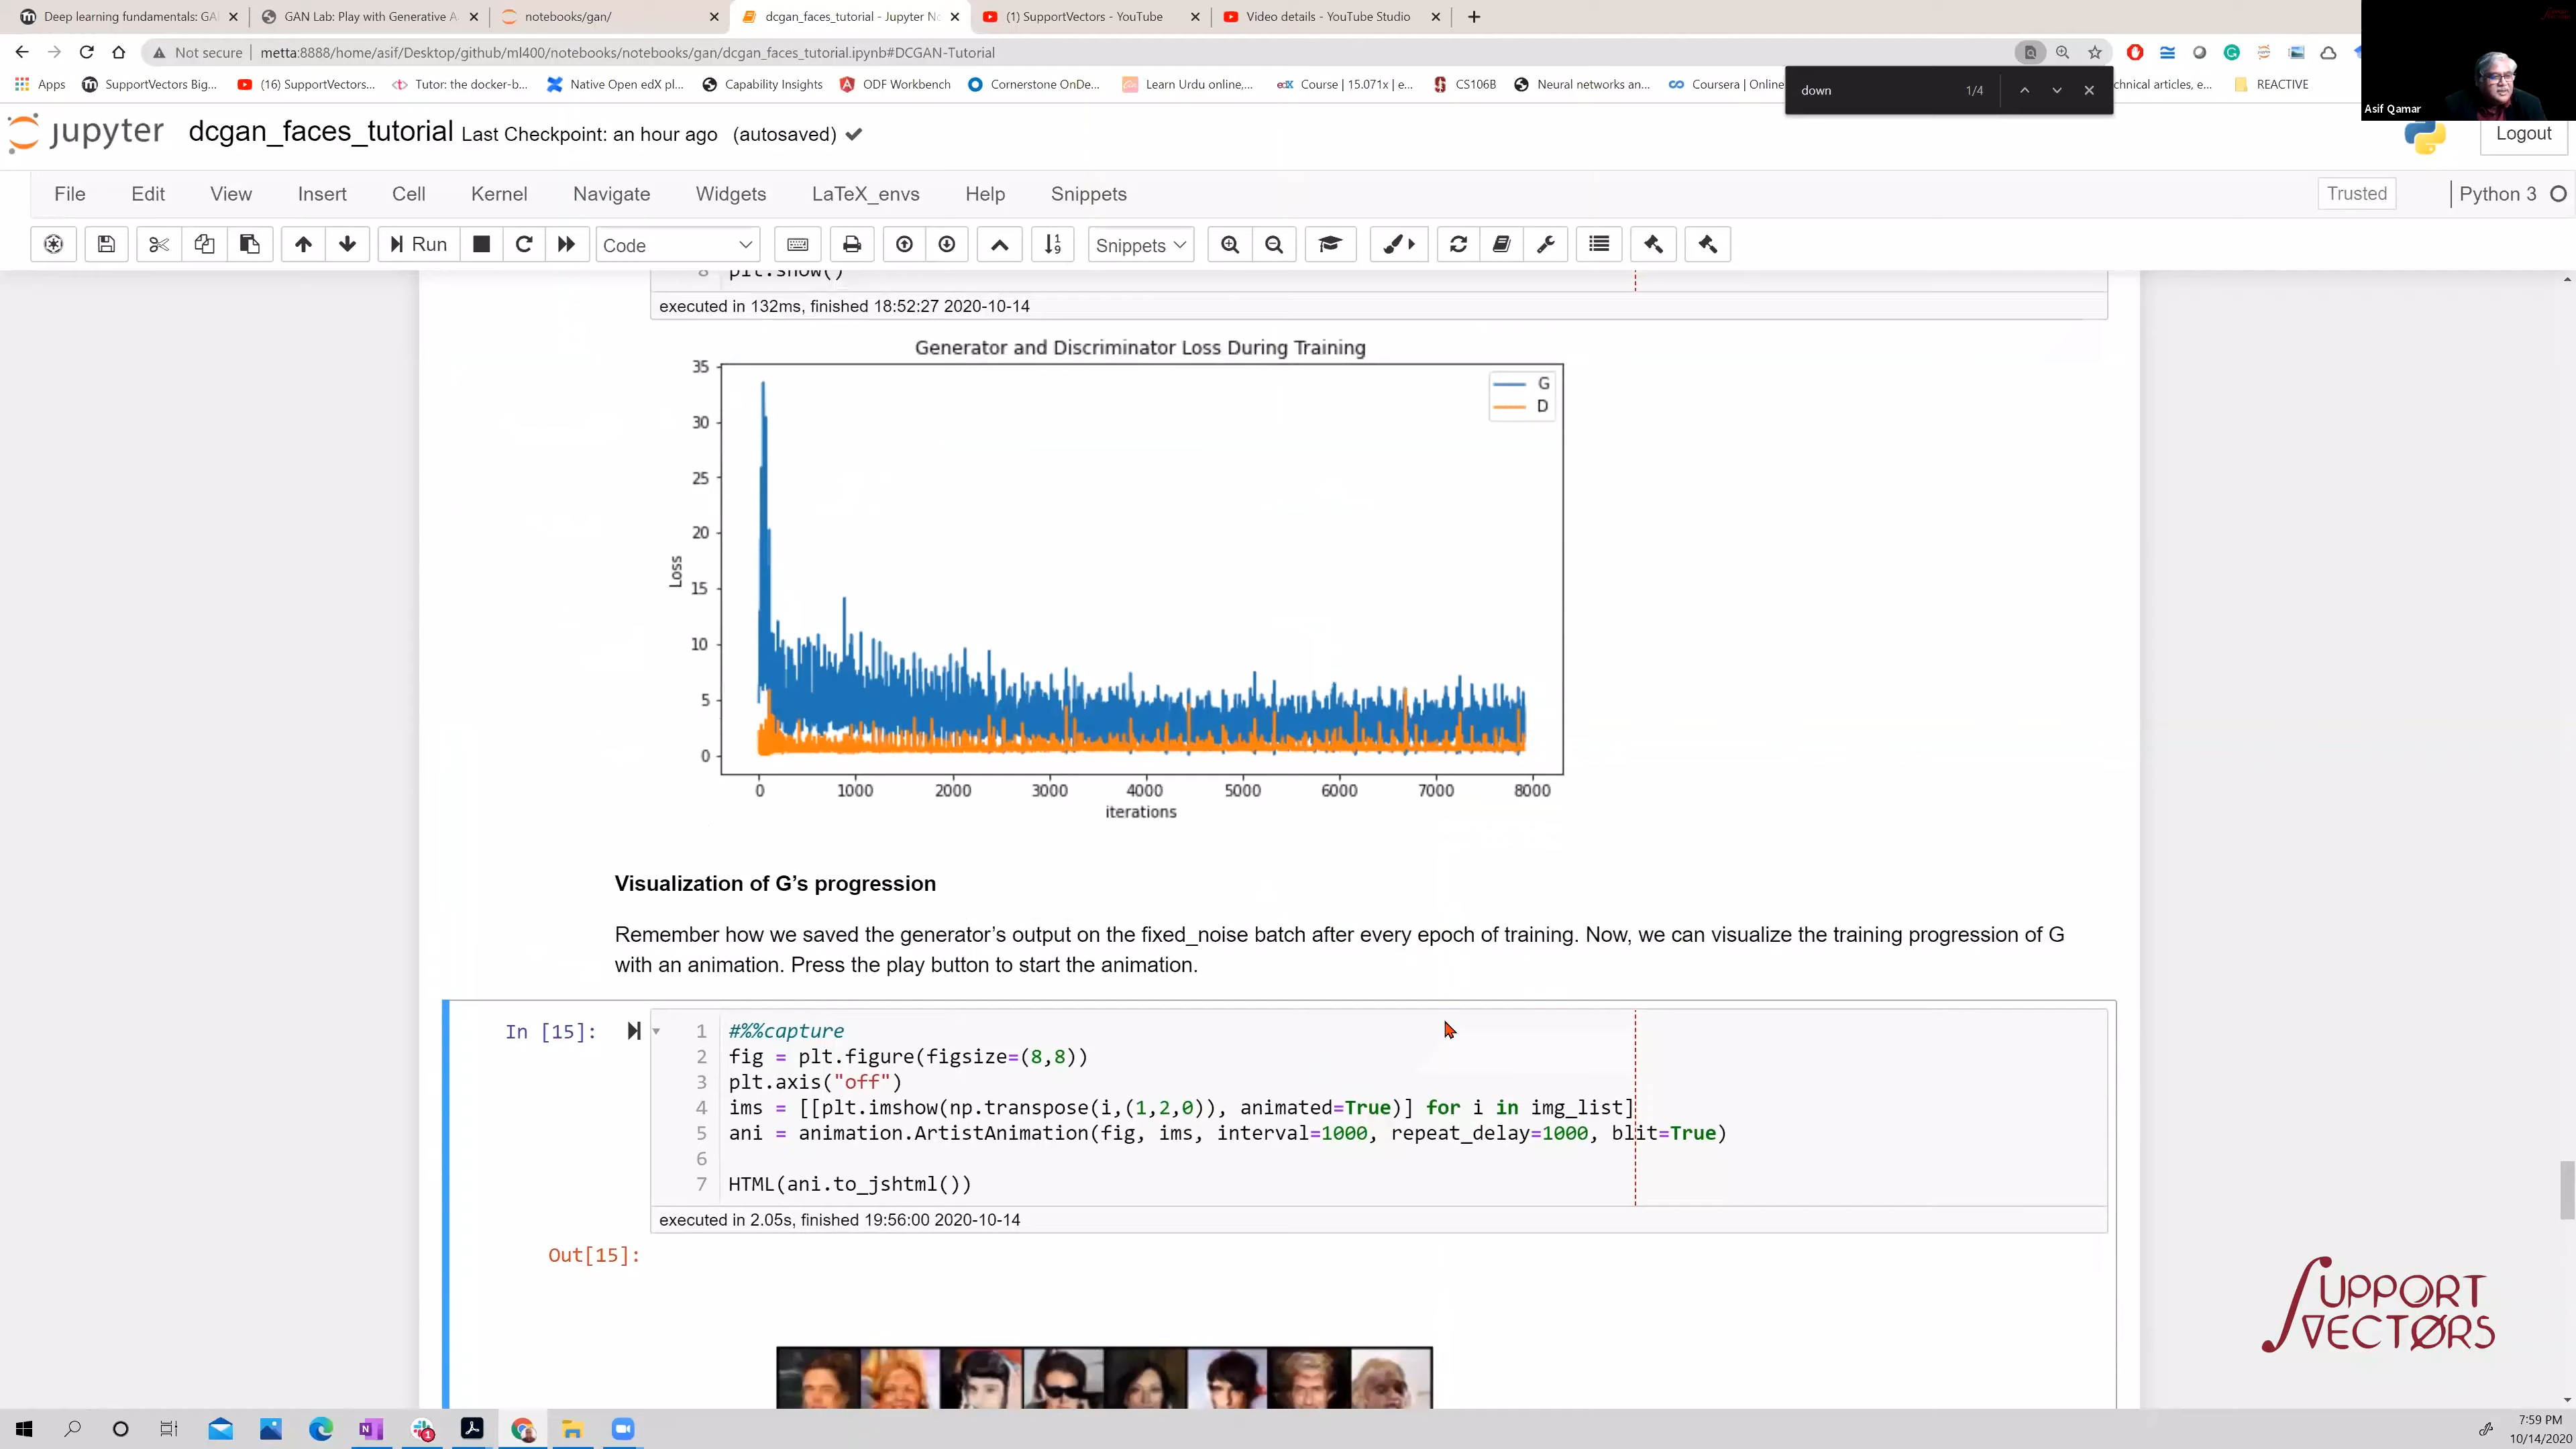 Deep learning fundamentals: GA
GAN Lab: Play with Generative A
notebooks/gan/
dcgan_faces_tutorial - Jupyter No
(1) SupportVectors - YouTube
Video details - YouTube Studio
Not secure
metta:8888/home/asif/Desktop/github/ml400/notebooks/notebooks/gan/dcgan_faces_tutorial.ipynb#DCGAN-Tutorial
Apps
SupportVectors Big...
(16) SupportVectors...
Tutor: the docker-b...
Native Open edX pl...
Capability Insights
ODF Workbench
Cornerstone OnDe...
Learn Urdu online,...
Course | 15.071x | e...
CS106B
Neural networks an...
Coursera | Online
chnical articles, e...
REACTIVE
down
1/4
Asif Qamar
jupyter
dcgan_faces_tutorial
Last Checkpoint: an hour ago (autosaved)
Logout
File
Edit
View
Insert
Cell
Kernel
Navigate
Widgets
LaTeX_envs
Help
Snippets
Trusted
Python 3
Run
Code
Snippets
8 plt.show()
executed in 132ms, finished 18:52:27 2020-10-14
Generator and Discriminator Loss During Training
G
D
35
30
25
20
15
10
5
0
Loss
0
1000
2000
3000
4000
5000
6000
7000
8000
iterations
Visualization of G’s progression
Remember how we saved the generator’s output on the fixed_noise batch after every epoch of training. Now, we can visualize the training progression of G
with an animation. Press the play button to start the animation.
In [15]:
1 #%%capture
2 fig = plt.figure(figsize=(8,8))
3 plt.axis("off")
4 ims = [[plt.imshow(np.transpose(i,(1,2,0)), animated=True)] for i in img_list]
5 ani = animation.ArtistAnimation(fig, ims, interval=1000, repeat_delay=1000, blit=True)
6
7 HTML(ani.to_jshtml())
executed in 2.05s, finished 19:56:00 2020-10-14
Out[15]:
SUPPORT
VECTORS
7:59 PM
10/14/2020